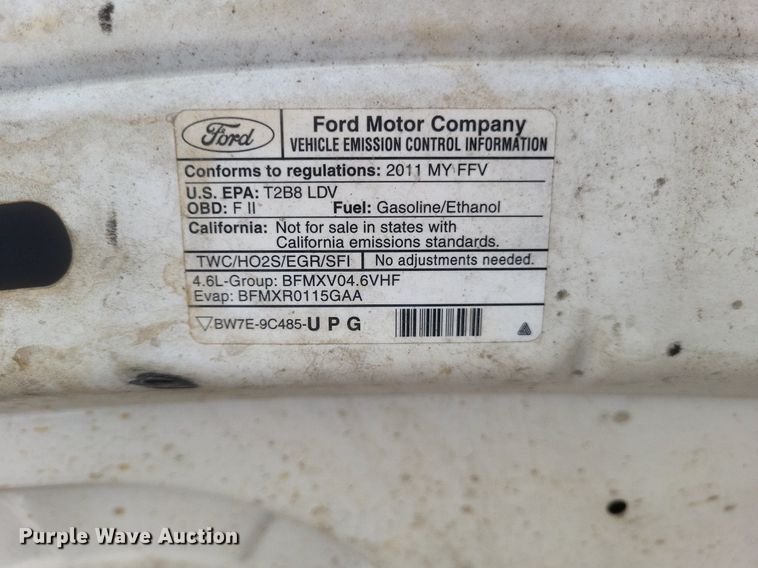 Ford
Ford Motor Company
VEHICLE EMISSION CONTROL INFORMATION
Conforms to regulations: 2011 MY FFV
U.S. EPA: T2B8 LDV
OBD: F II Fuel: Gasoline/Ethanol
California: Not for sale in states with
California emissions standards.
TWC/HO2S/EGR/SFI No adjustments needed.
4.6L-Group: BFMXV04.6VHF
Evap: BFMXR0115GAA
BW7E-9C485-U P G
Purple Wave Auction